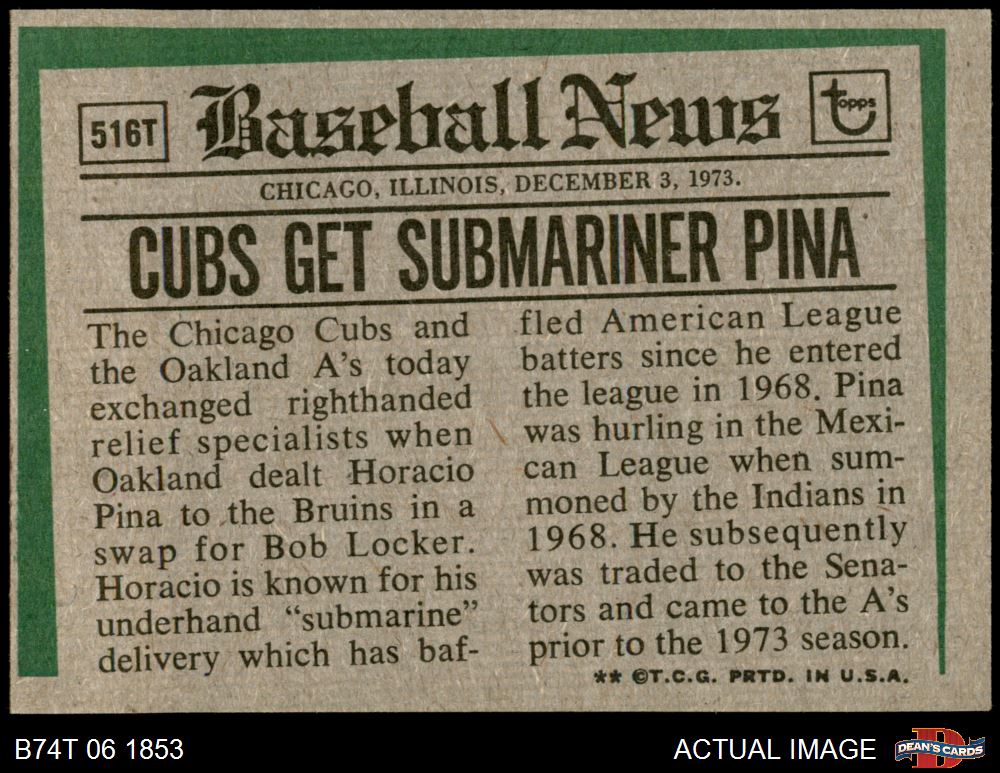 516T
Baseball News
topps
CHICAGO, ILLINOIS, DECEMBER 3, 1973.
CUBS GET SUBMARINER PINA
The Chicago Cubs and
the Oakland A's today
exchanged righthanded
relief specialists when
Oakland dealt Horacio
Pina to the Bruins in a
swap for Bob Locker.
Horacio is known for his
underhand "submarine"
delivery which has baf-
fled American League
batters since he entered
the league in 1968. Pina
was hurling in the Mexi-
can League when sum-
moned by the Indians in
1968. He subsequently
was traded to the Sena-
tors and came to the A's
prior to the 1973 season.
** ©T.C.G. PRTD. IN U.S.A.
B74T 06 1853
ACTUAL IMAGE
D
DEAN'S CARDS